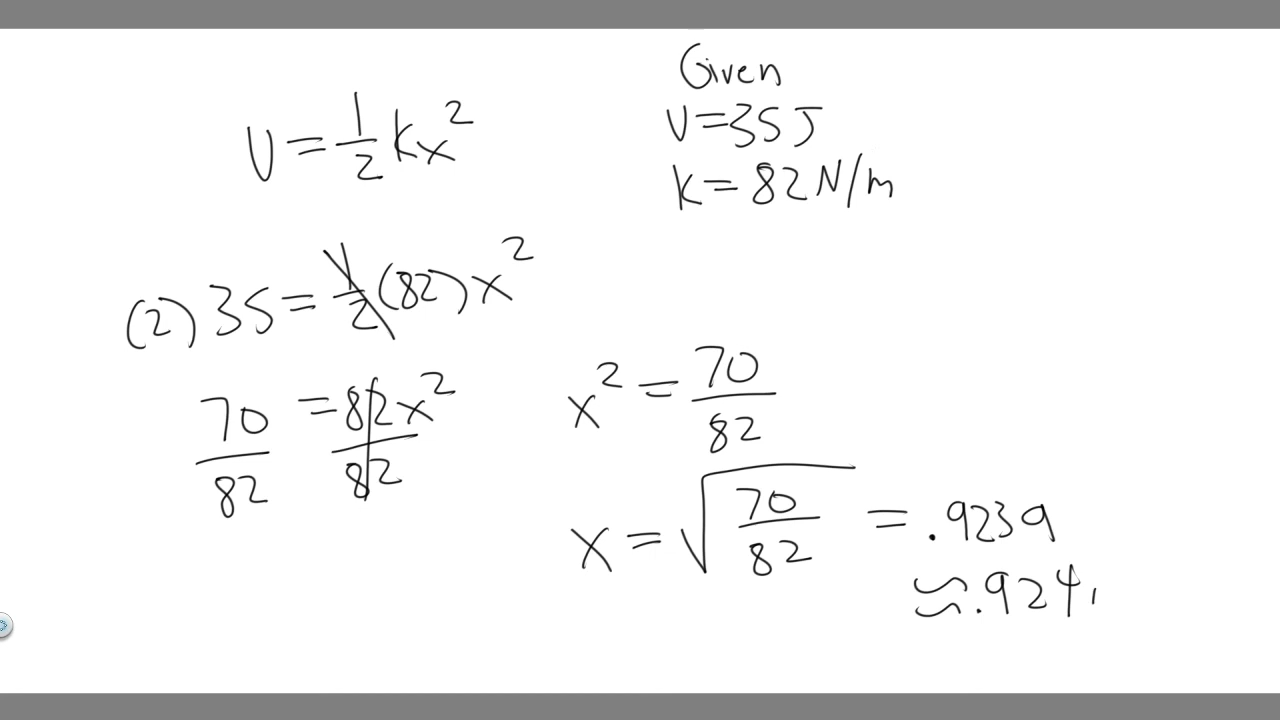 U = 1/2 kx²
Given
U = 35 J
k = 82 N/m
(2) 35 = 1/2 (82) x²
70/82 = 82x²/82
x² = 70/82
x = √(70/82) = .9239
≈ .924